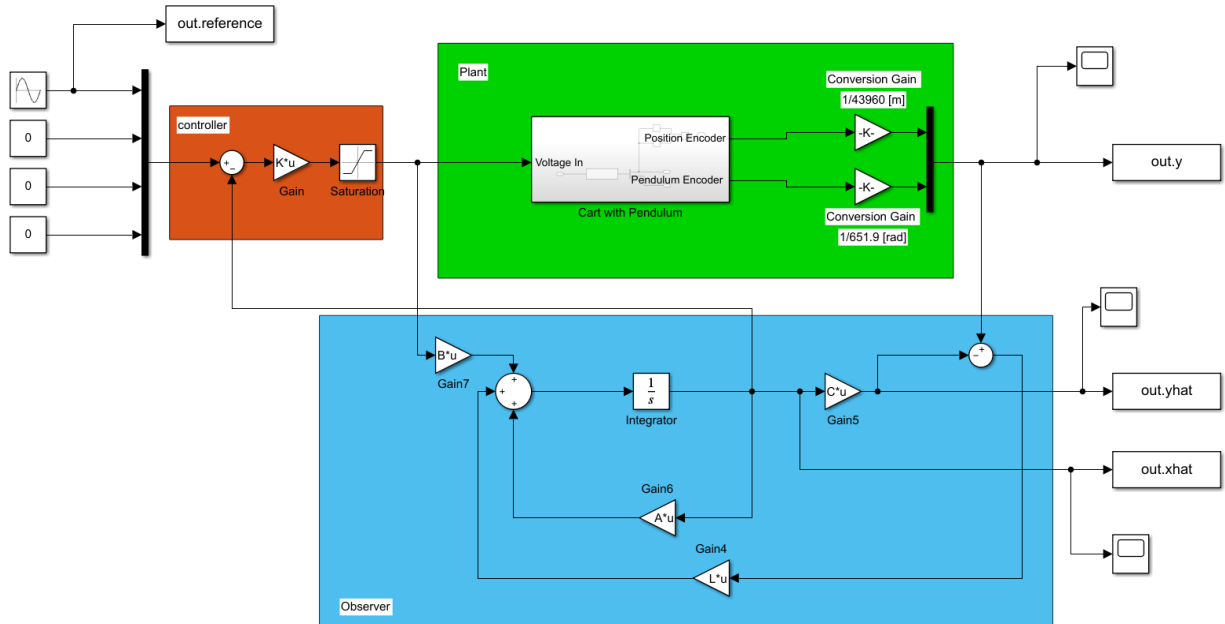 out.reference
Plant
Conversion Gain
1/43960 [m]
0
controller
-K-
Position Encoder
+
−
K*u
Voltage In
0
Gain
Saturation
Pendulum Encoder
-K-
out.y
Cart with Pendulum
Conversion Gain
0
1/651.9 [rad]
B*u
+
−
Gain7
+
+
+
1
s
C*u
out.yhat
Integrator
Gain5
out.xhat
Gain6
A*u
Gain4
L*u
Observer